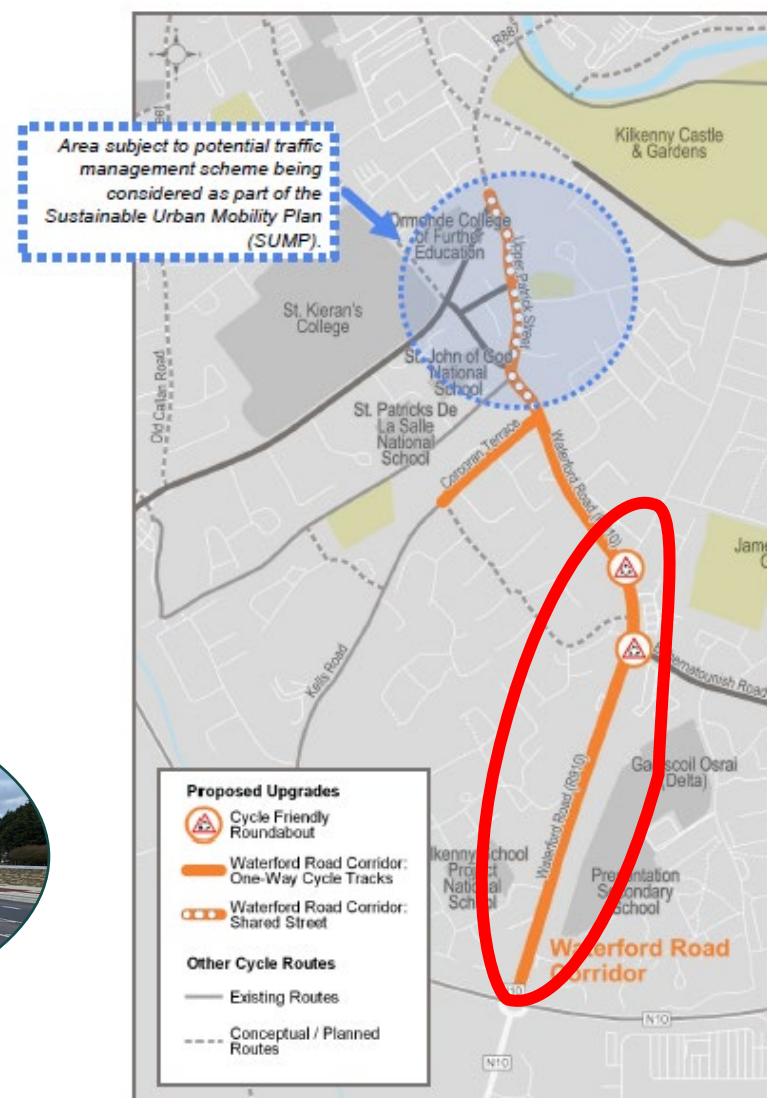 R887
Kilkenny Castle
& Gardens
Area subject to potential traffic
management scheme being
considered as part of the
Sustainable Urban Mobility Plan
(SUMP).
Ormonde College
of Further
Education
Upper Patrick Street
St. Kieran's
College
St. John of God
National
School
Old Callan Road
St. Patricks De
La Salle
National
School
Corcoran Terrace
Waterford Road
Kells Road
Road
Waterford Road (R910)
Osrai
(Delta)
School
Project
National
School
Presentation
Secondary
School
Waterford Road
Corridor
N10
N10
Proposed Upgrades
Cycle Friendly
Roundabout
Waterford Road Corridor:
One-Way Cycle Tracks
Waterford Road Corridor:
Shared Street
Other Cycle Routes
Existing Routes
Conceptual / Planned
Routes